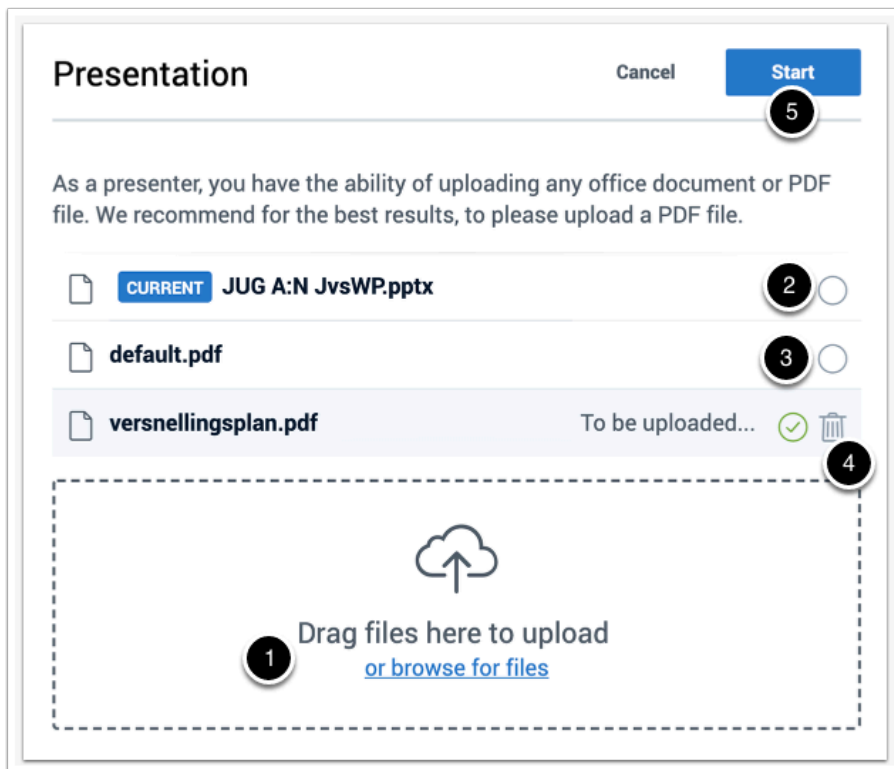 Presentation Cancel Start
5
As a presenter, you have the ability of uploading any office document or PDF
file. We recommend for the best results, to please upload a PDF file.
CURRENT JUG A:N JvsWP.pptx 2
default.pdf 3
versnellingsplan.pdf To be uploaded...
4
Drag files here to upload
1
or browse for files